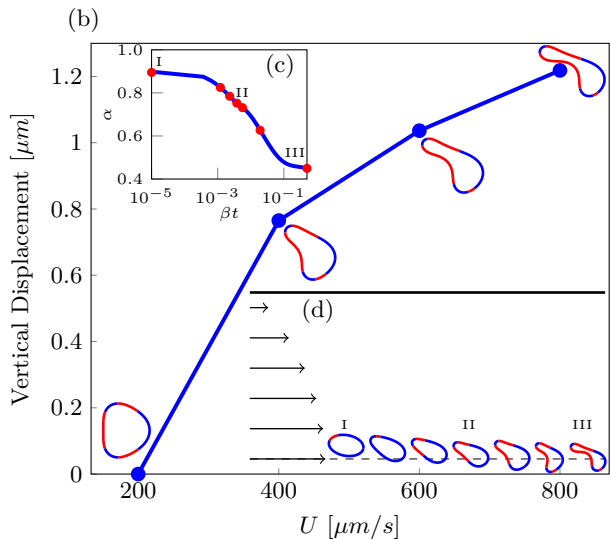 (b)
Vertical Displacement [μm]
1.2
1
0.8
0.6
0.4
0.2
0
200
400
600
800
U [μm/s]
(c)
α
1.0
0.8
0.6
0.4
10⁻⁵
10⁻³
10⁻¹
βt
I
II
III
(d)
I
II
III